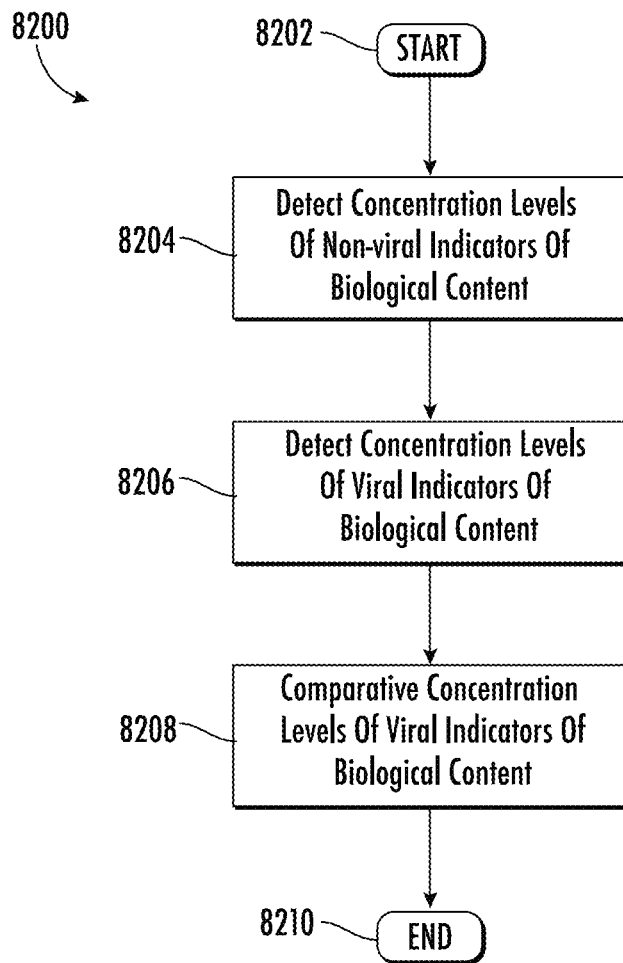 8200
8202
START
8204
Detect Concentration Levels
Of Non-viral Indicators Of
Biological Content
8206
Detect Concentration Levels
Of Viral Indicators Of
Biological Content
8208
Comparative Concentration
Levels Of Viral Indicators Of
Biological Content
8210
END